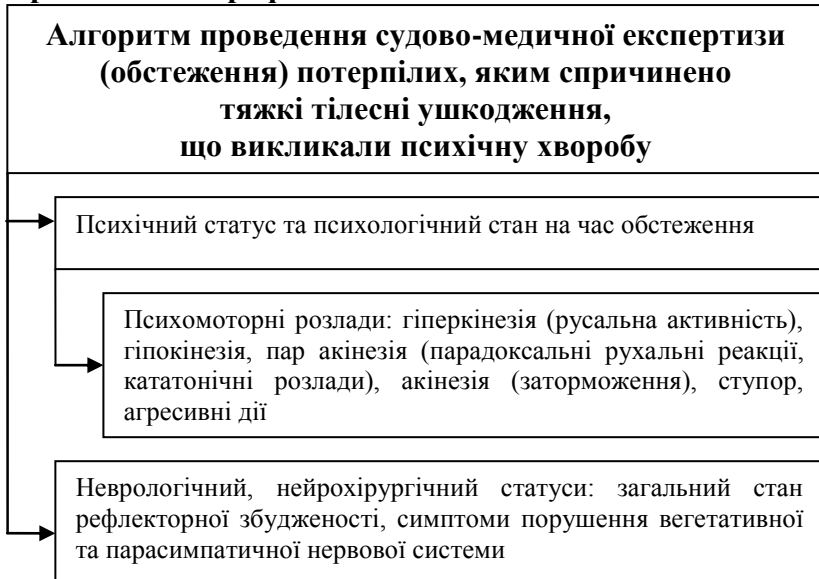 Алгоритм проведення судово-медичної експертизи
(обстеження) потерпілих, яким спричинено
тяжкі тілесні ушкодження,
що викликали психічну хворобу
Психічний статус та психологічний стан на час обстеження
Психомоторні розлади: гіперкінезія (русальна активність),
гіпокінезія, пар акінезія (парадоксальні рухальні реакції,
кататонічні розлади), акінезія (заторможення), ступор,
агресивні дії
Неврологічний, нейрохірургічний статуси: загальний стан
рефлекторної збудженості, симптоми порушення вегетативної
та парасимпатичної нервової системи